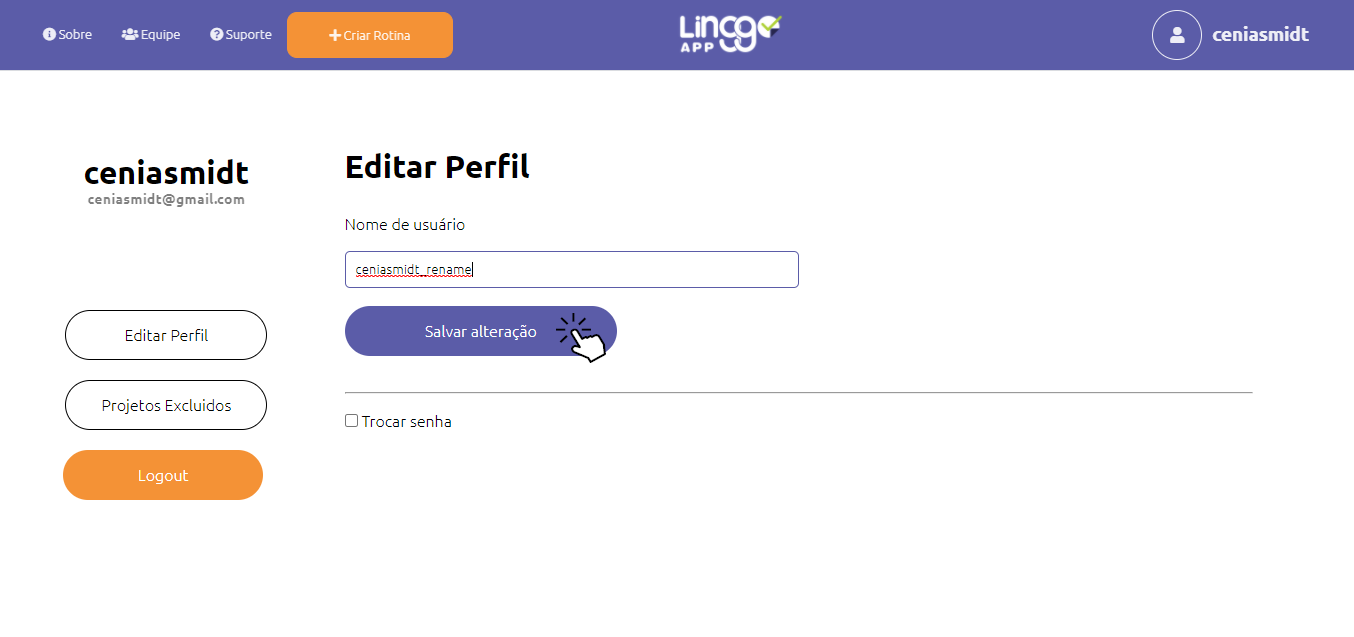 Sobre
Equipe
Suporte
Criar Rotina
Lincgo
APP
ceniasmidt
ceniasmidt
ceniasmidt@gmail.com
Editar Perfil
Projetos Excluidos
Logout
Editar Perfil
Nome de usuário
ceniasmidt_rename
Salvar alteração
Trocar senha